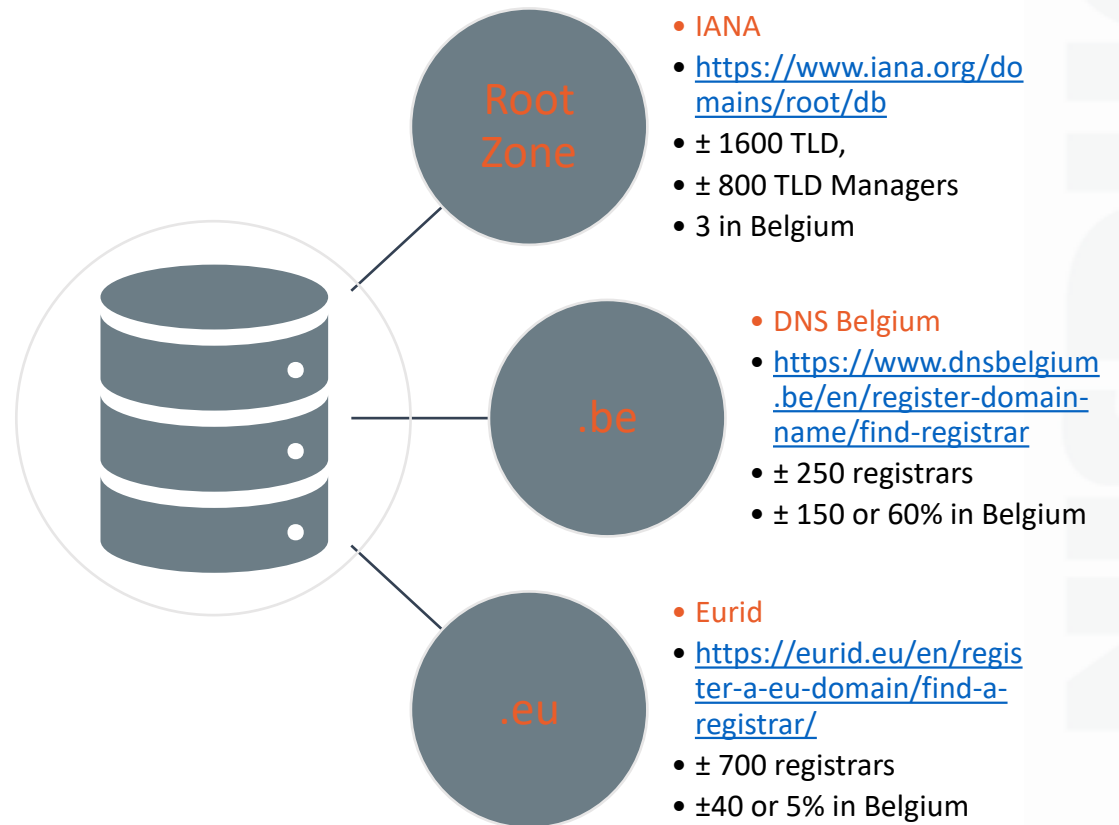 Root
Zone
• IANA
• https://www.iana.org/do
mains/root/db
• ± 1600 TLD,
• ± 800 TLD Managers
• 3 in Belgium
.be
• DNS Belgium
• https://www.dnsbelgium
.be/en/register-domain-
name/find-registrar
• ± 250 registrars
• ± 150 or 60% in Belgium
.eu
• Eurid
• https://eurid.eu/en/regis
ter-a-eu-domain/find-a-
registrar/
• ± 700 registrars
• ±40 or 5% in Belgium